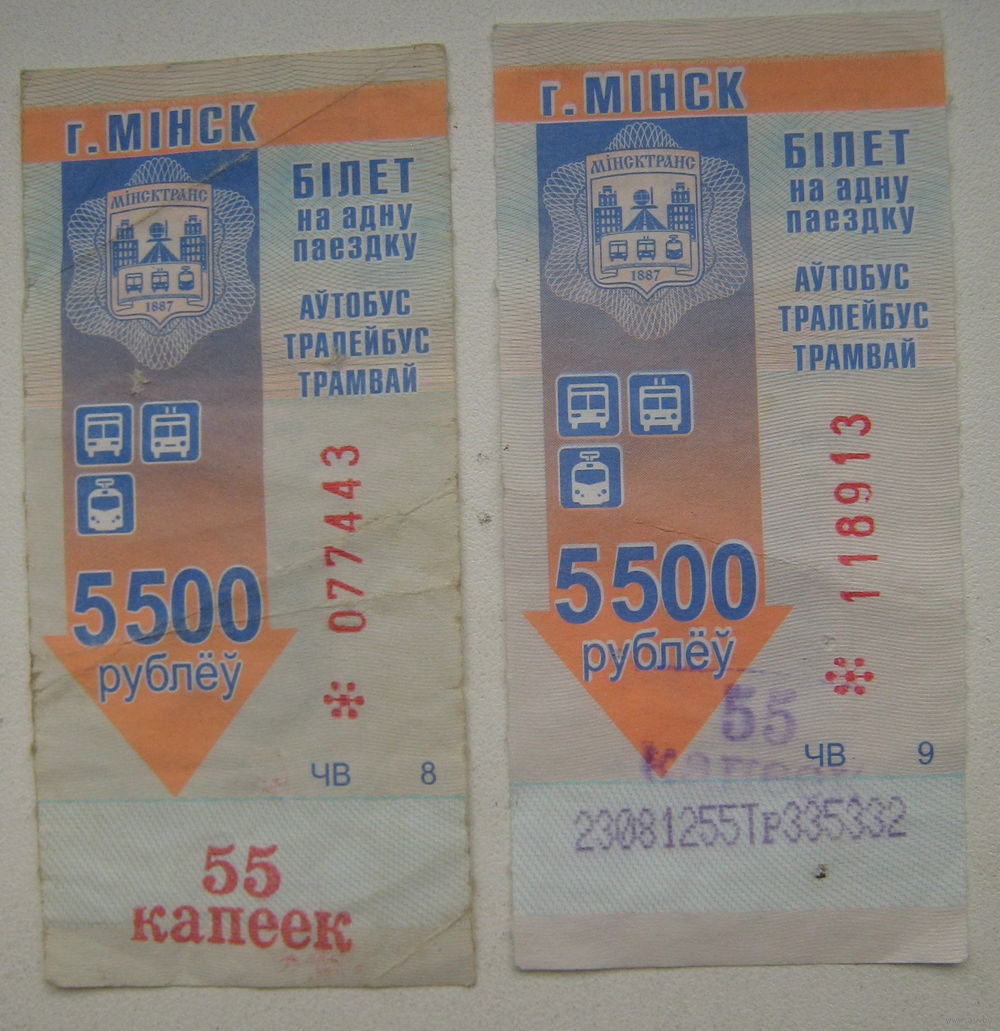 г. МІНСК
МІНСКТРАНС
1887
БІЛЕТ
на адну
паездку
АЎТОБУС
ТРАЛЕЙБУС
ТРАМВАЙ
5500
рублёў
* 077443
ЧВ 8
55
капеек
г. МІНСК
МІНСКТРАНС
1887
БІЛЕТ
на адну
паездку
АЎТОБУС
ТРАЛЕЙБУС
ТРАМВАЙ
5500
рублёў
* 118913
ЧВ 9
55
капеек
23081255Тр335332